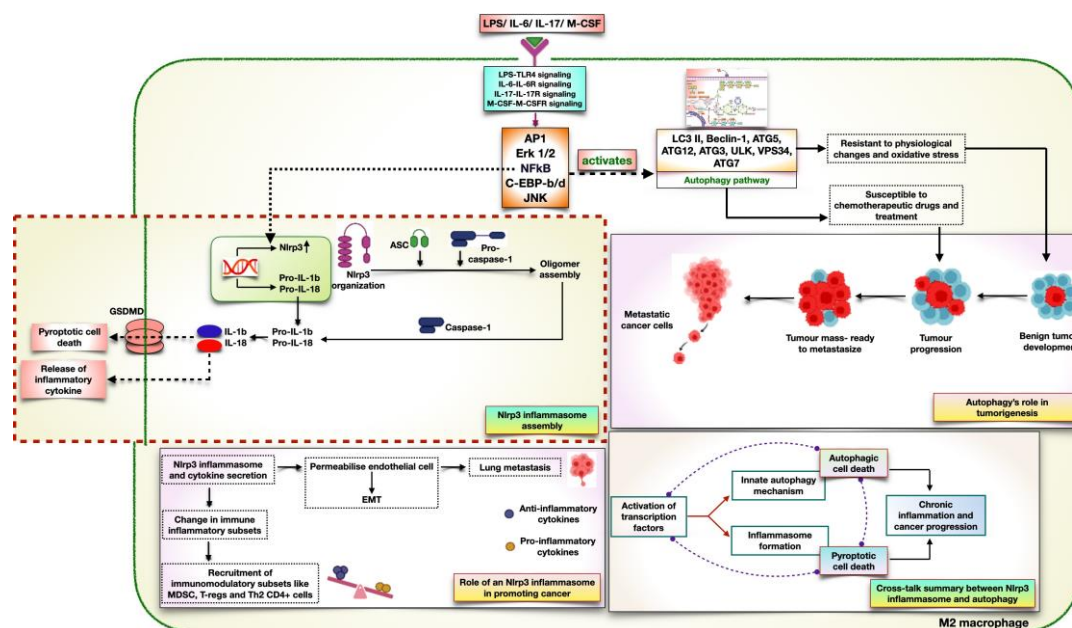 LPS/ IL-6/ IL-17/ M-CSF
LPS-TLR4 signaling
IL-6-IL-6R signaling
IL-17-IL-17R signaling
M-CSF-M-CSFR signaling
AP1
Erk 1/2
NFkB
C-EBP-b/d
JNK
activates
LC3 II, Beclin-1, ATG5,
ATG12, ATG3, ULK, VPS34,
ATG7
Autophagy pathway
Resistant to physiological
changes and oxidative stress
Susceptible to
chemotherapeutic drugs and
treatment
Nlrp3
Pro-IL-1b
Pro-IL-18
Nlrp3
organization
ASC
Pro-
caspase-1
Oligomer
assembly
Caspase-1
GSDMD
Pyroptotic cell
death
IL-1b
IL-18
Pro-IL-1b
Pro-IL-18
Release of
inflammatory
cytokine
Nlrp3 inflammasome
assembly
Metastatic
cancer cells
Tumour mass- ready
to metastasize
Tumour
progression
Benign tumo
developmen
Autophagy's role in
tumorigenesis
Nlrp3 inflammasome
and cytokine secretion
Permeabilise endothelial cell
Lung metastasis
EMT
Change in immune
inflammatory subsets
Anti-inflammatory
cytokines
Pro-inflammatory
cytokines
Recruitment of
immunomodulatory subsets like
MDSC, T-regs and Th2 CD4+ cells
Role of an Nlrp3 inflammasome
in promoting cancer
Autophagic
cell death
Innate autophagy
mechanism
Activation of
transcription
factors
Chronic
inflammation and
cancer progression
Inflammasome
formation
Pyroptotic
cell death
Cross-talk summary between Nlrp3
inflammasome and autophagy
M2 macrophage